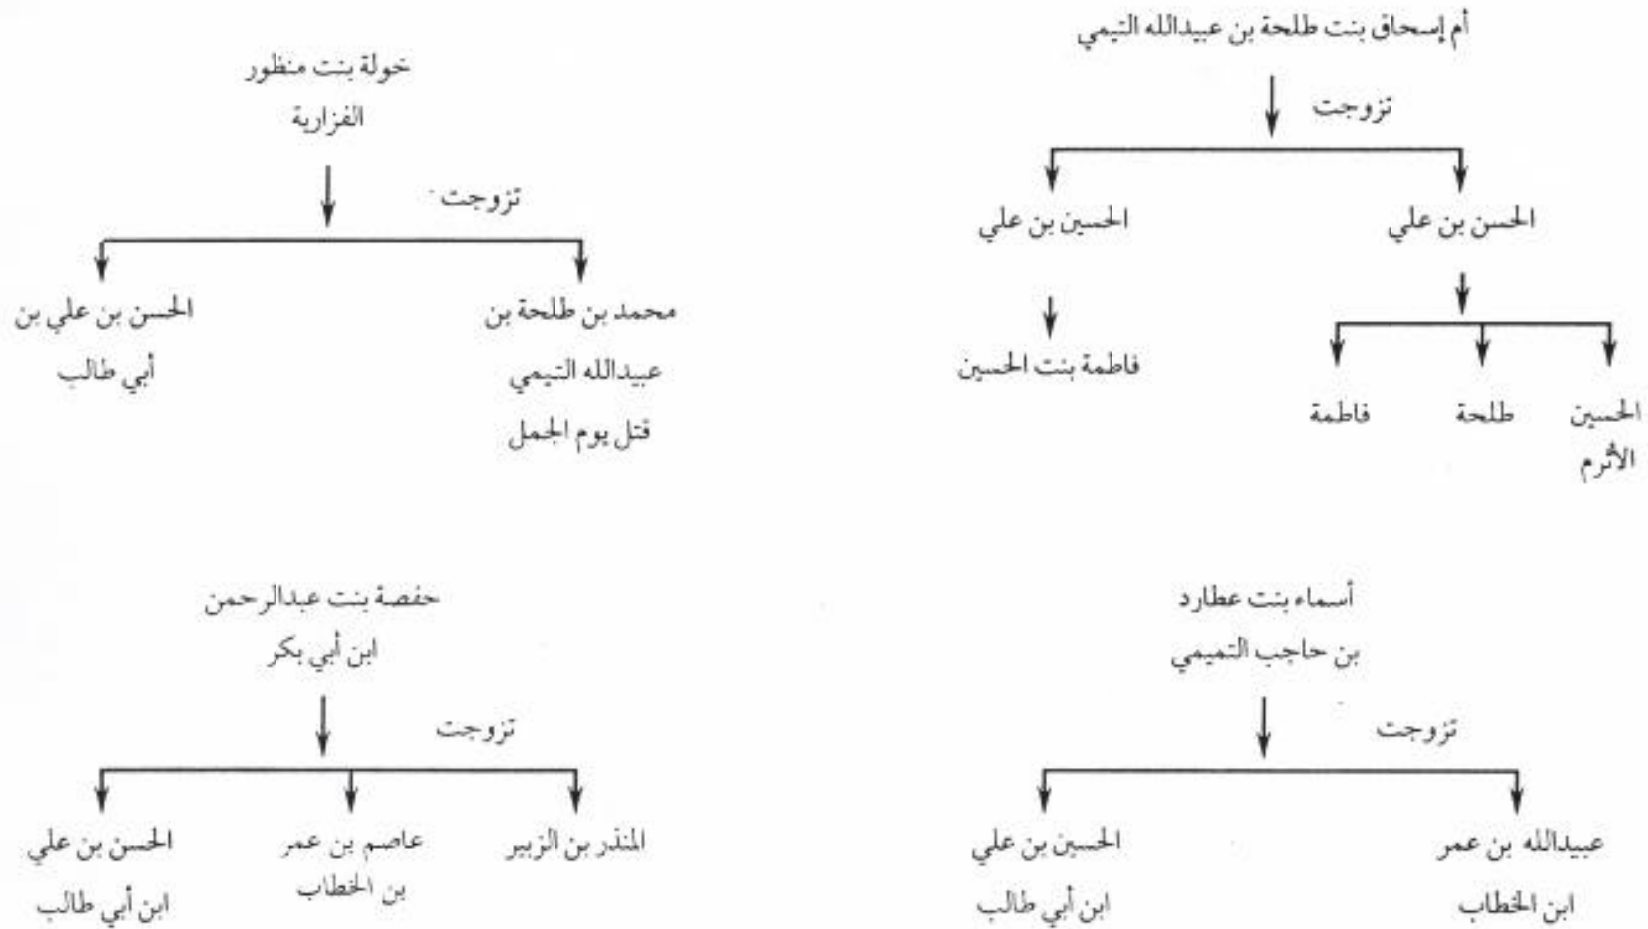 أم إسحاق بنت طلحة بن عبيدالله التيمي
تزوجت
الحسن بن علي
الحسين بن علي
الحسين
الأثرم
طلحة
فاطمة
فاطمة بنت الحسين
خولة بنت منظور
الفزارية
تزوجت
محمد بن طلحة بن
عبيدالله التيمي
قتل يوم الجمل
الحسن بن علي بن
أبي طالب
أسماء بنت عطارد
بن حاجب التميمي
تزوجت
عبيدالله بن عمر
ابن الخطاب
الحسين بن علي
ابن أبي طالب
حفصة بنت عبدالرحمن
ابن أبي بكر
تزوجت
المنذر بن الزبير
عاصم بن عمر
بن الخطاب
الحسن بن علي
ابن أبي طالب